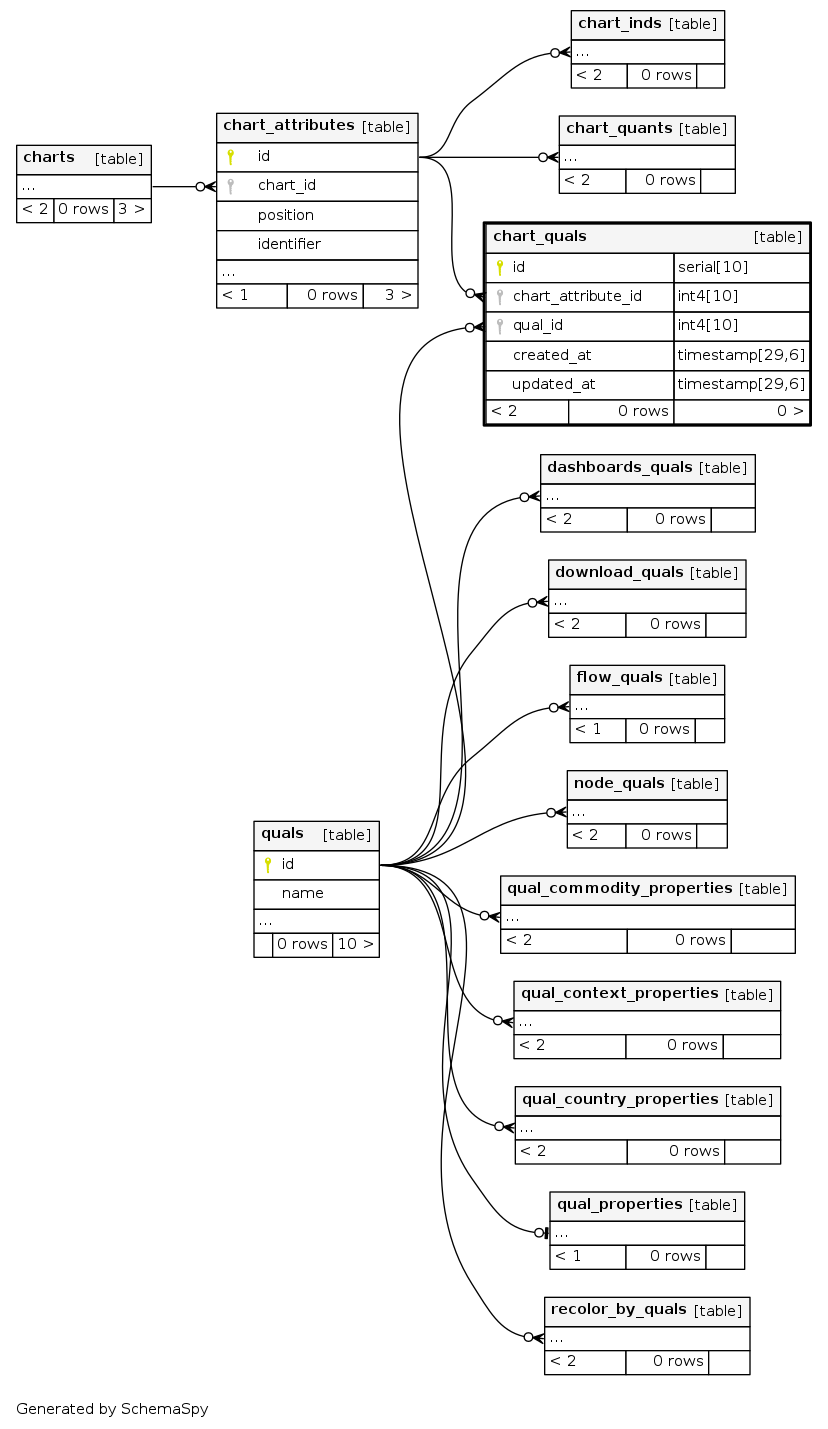 chart_inds [table]
...
< 2 0 rows
chart_quants [table]
...
< 2 0 rows
charts [table]
...
< 2 0 rows 3 >
chart_attributes [table]
id
chart_id
position
identifier
...
< 1 0 rows 3 >
chart_quals [table]
id serial[10]
chart_attribute_id int4[10]
qual_id int4[10]
created_at timestamp[29,6]
updated_at timestamp[29,6]
< 2 0 rows 0 >
dashboards_quals [table]
...
< 2 0 rows
download_quals [table]
...
< 2 0 rows
flow_quals [table]
...
< 1 0 rows
node_quals [table]
...
< 2 0 rows
quals [table]
id
name
...
0 rows 10 >
qual_commodity_properties [table]
...
< 2 0 rows
qual_context_properties [table]
...
< 2 0 rows
qual_country_properties [table]
...
< 2 0 rows
qual_properties [table]
...
< 1 0 rows
recolor_by_quals [table]
...
< 2 0 rows
Generated by SchemaSpy